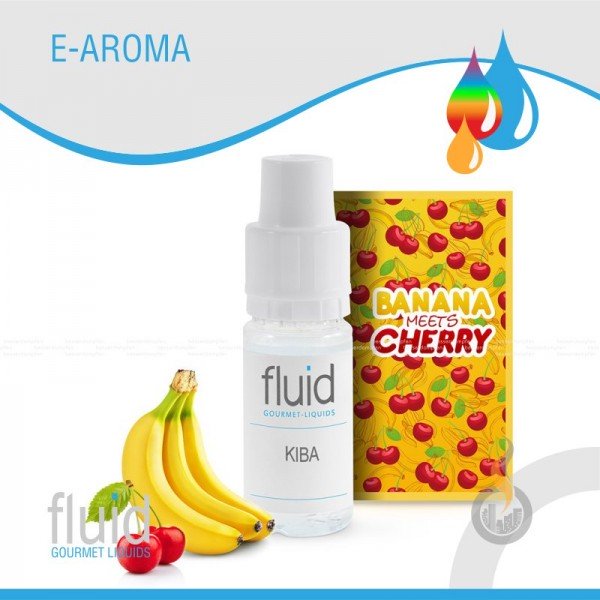 E-AROMA
BANANA
MEETS
CHERRY
fluid
GOURMET-LIQUIDS
KIBA
fluid
GOURMET LIQUIDS